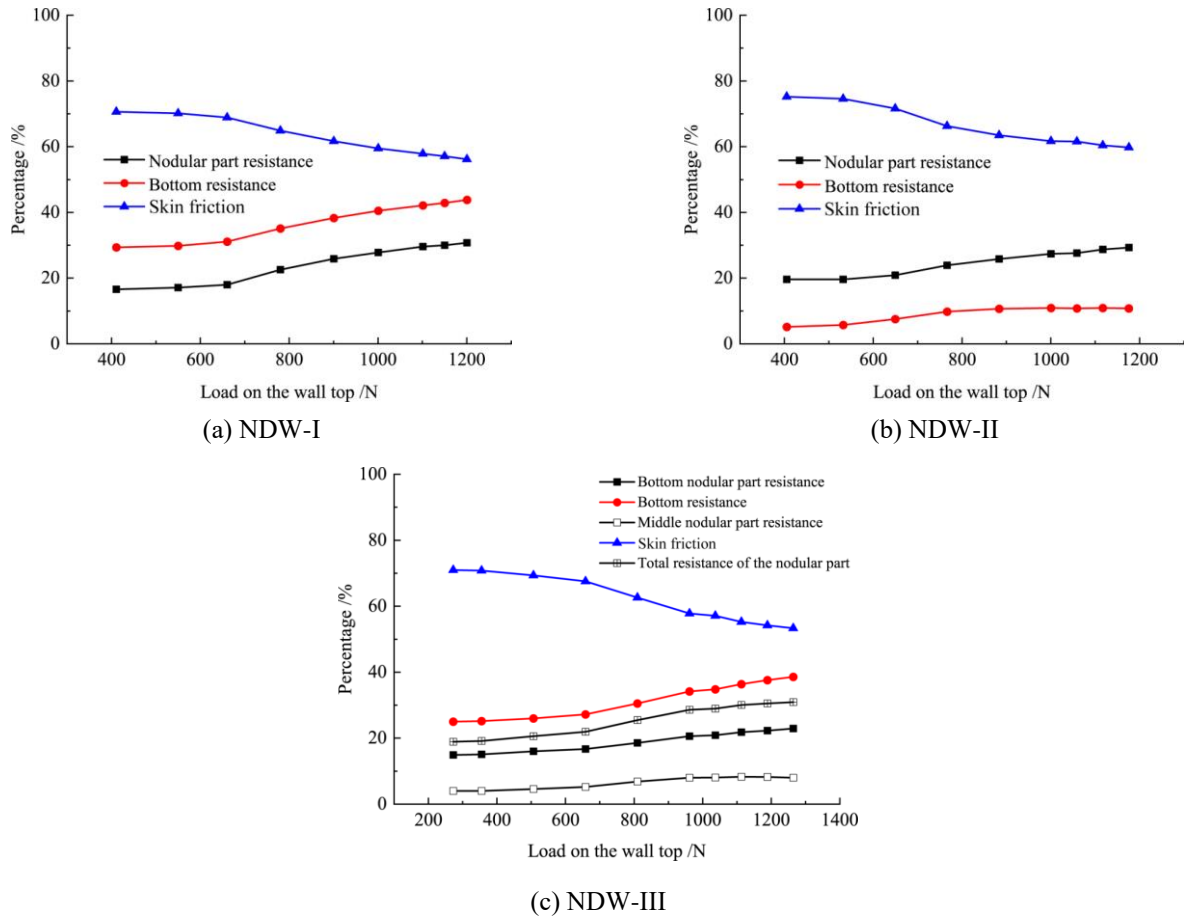 100
80
60
40
20
0
Percentage /%
Nodular part resistance
Bottom resistance
Skin friction
400 600 800 1000 1200
Load on the wall top /N
(a) NDW-I
100
80
60
40
20
0
Percentage /%
Nodular part resistance
Bottom resistance
Skin friction
400 600 800 1000 1200
Load on the wall top /N
(b) NDW-II
100
80
60
40
20
0
Percentage /%
Bottom nodular part resistance
Bottom resistance
Middle nodular part resistance
Skin friction
Total resistance of the nodular part
200 400 600 800 1000 1200 1400
Load on the wall top /N
(c) NDW-III